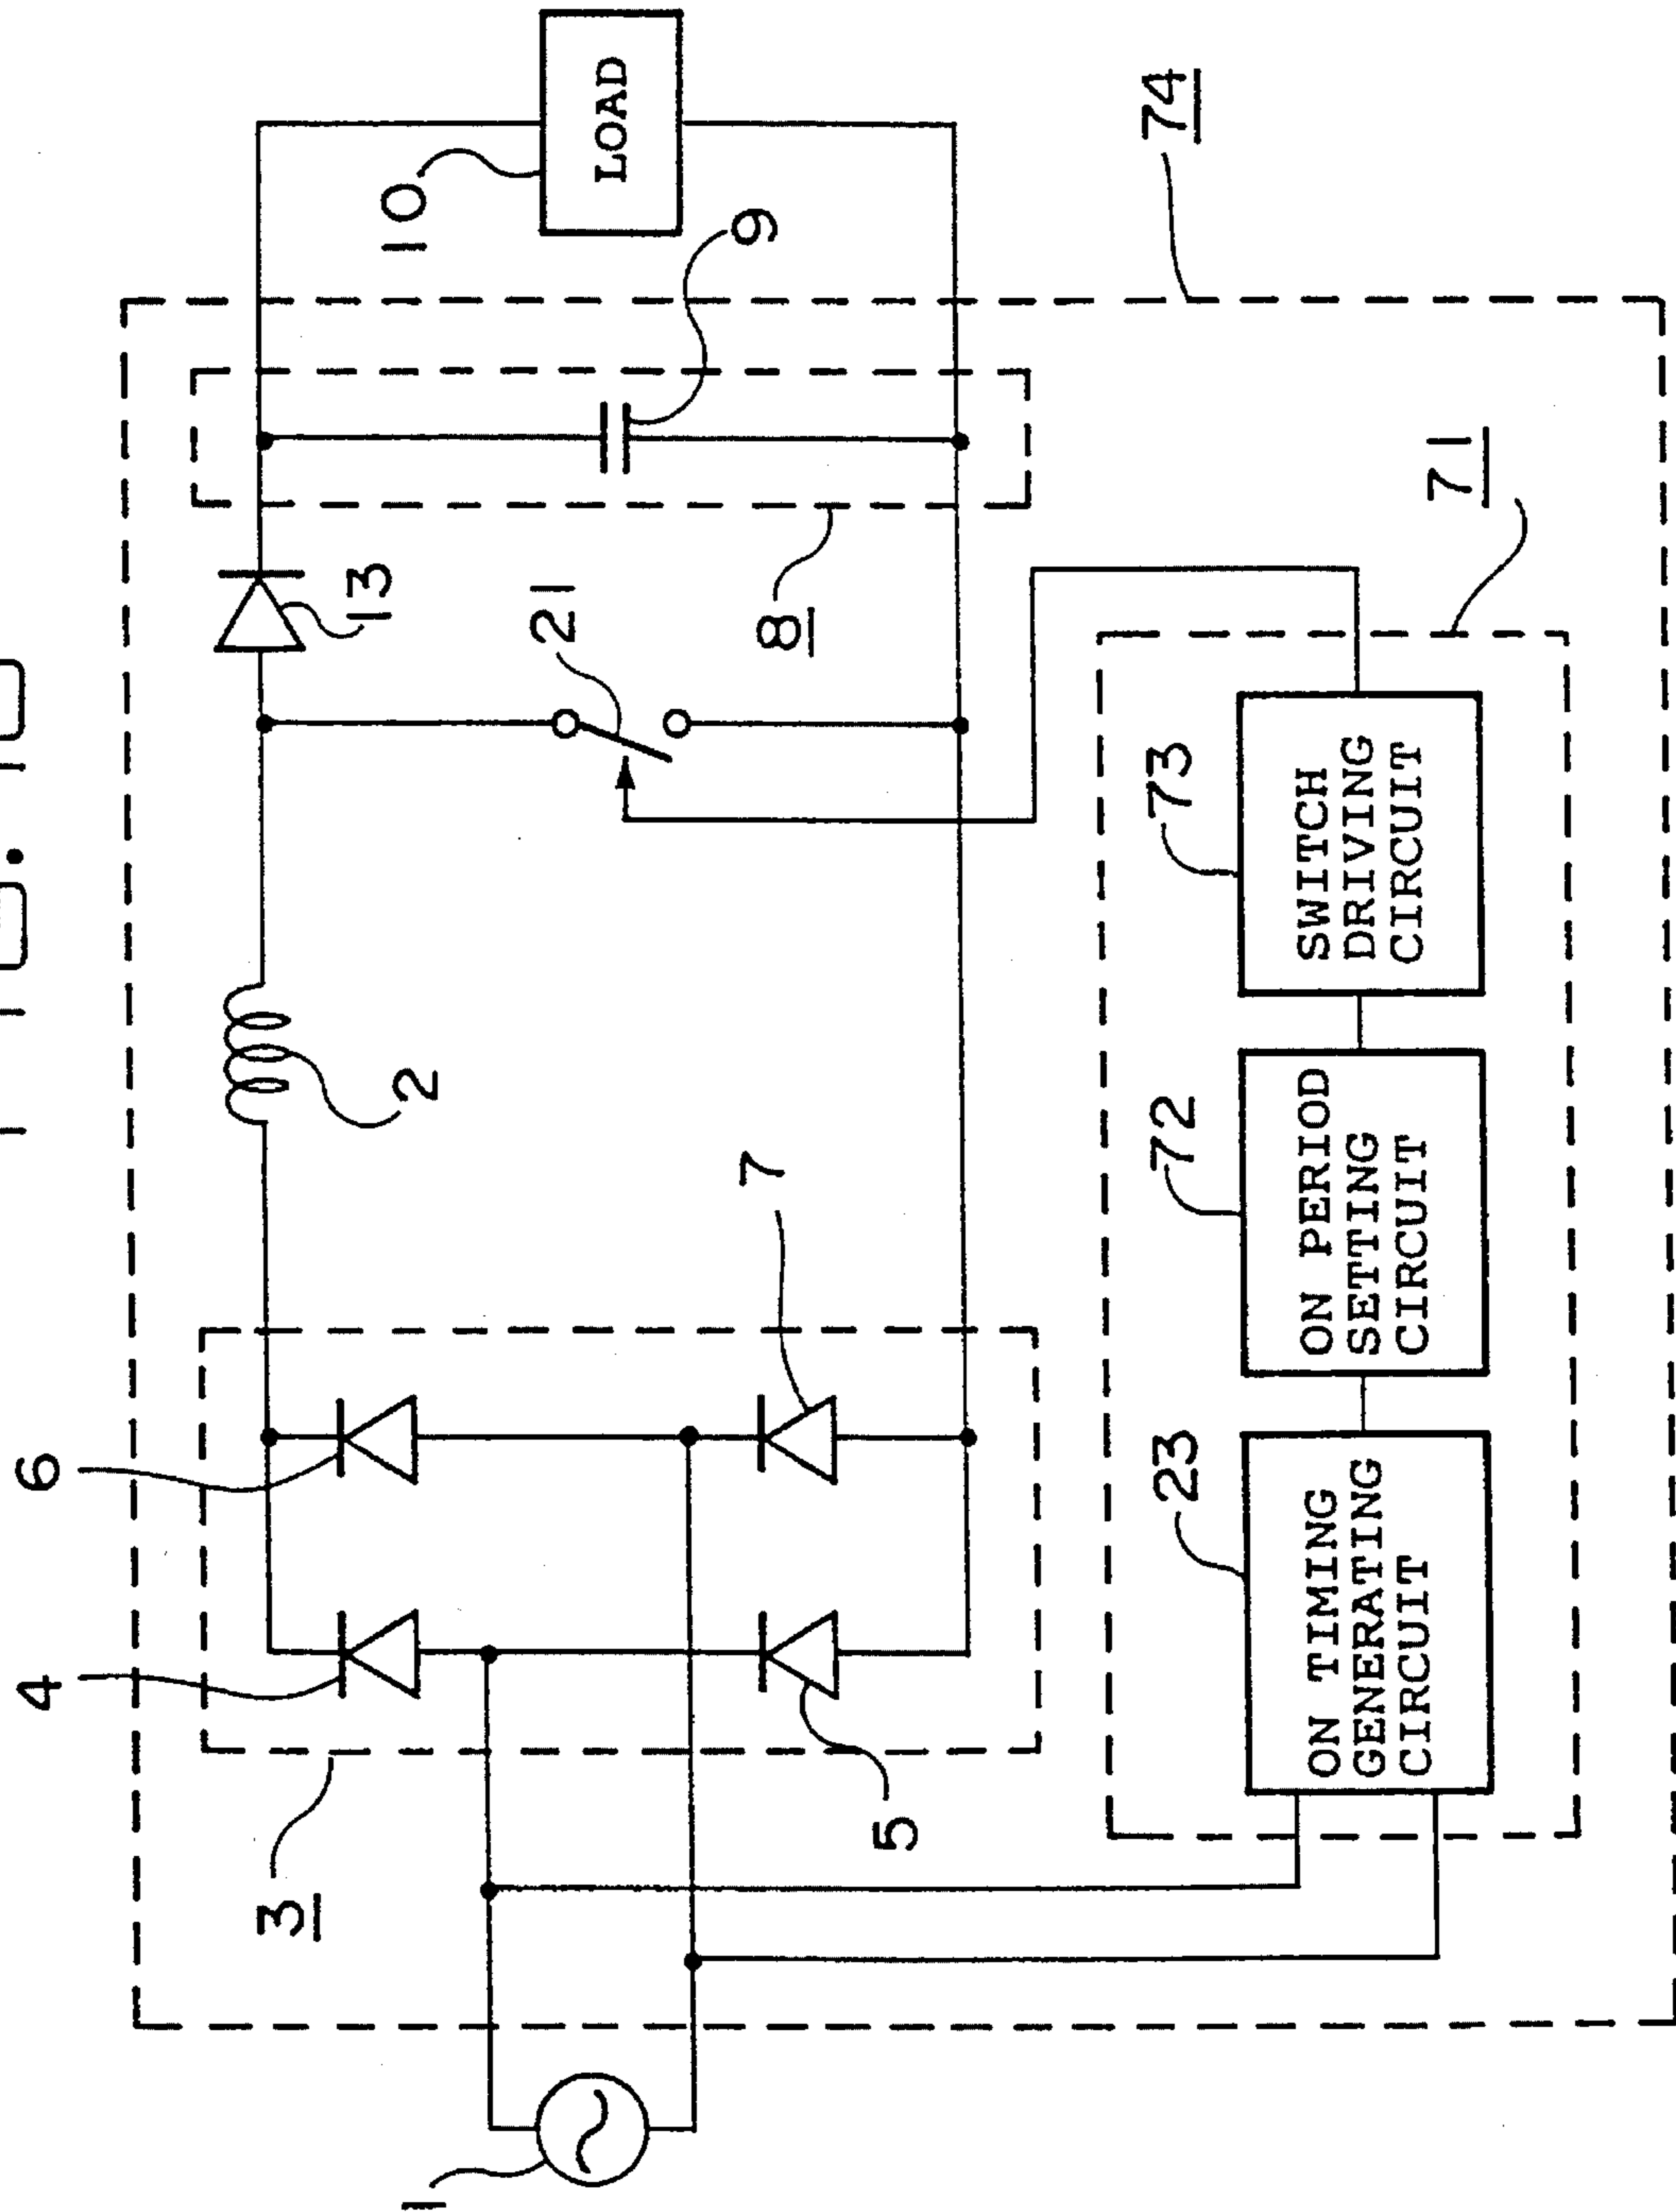 6
4
3
1
2
13
10
LOAD
9
21
8
7
5
74
71
23
ON TIMING
GENERATING
CIRCUIT
72
ON PERIOD
SETTING
CIRCUIT
73
SWITCH
DRIVING
CIRCUIT